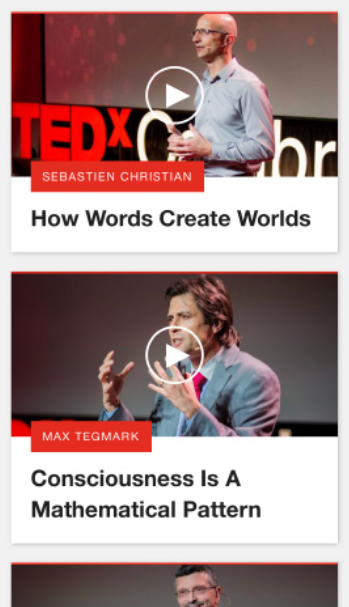 TEDx
SEBASTIEN CHRISTIAN
How Words Create Worlds
MAX TEGMARK
Consciousness Is A
Mathematical Pattern